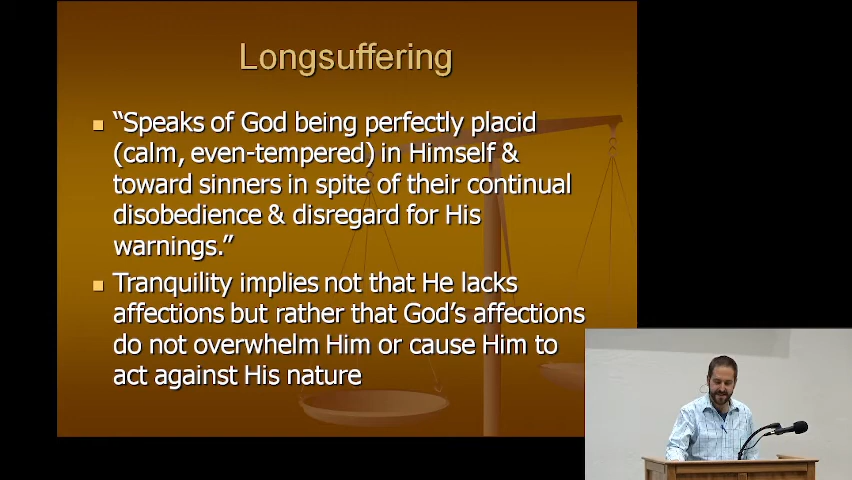 Longsuffering
“Speaks of God being perfectly placid
(calm, even-tempered) in Himself &
toward sinners in spite of their continual
disobedience & disregard for His
warnings.”
Tranquility implies not that He lacks
affections but rather that God’s affections
do not overwhelm Him or cause Him to
act against His nature